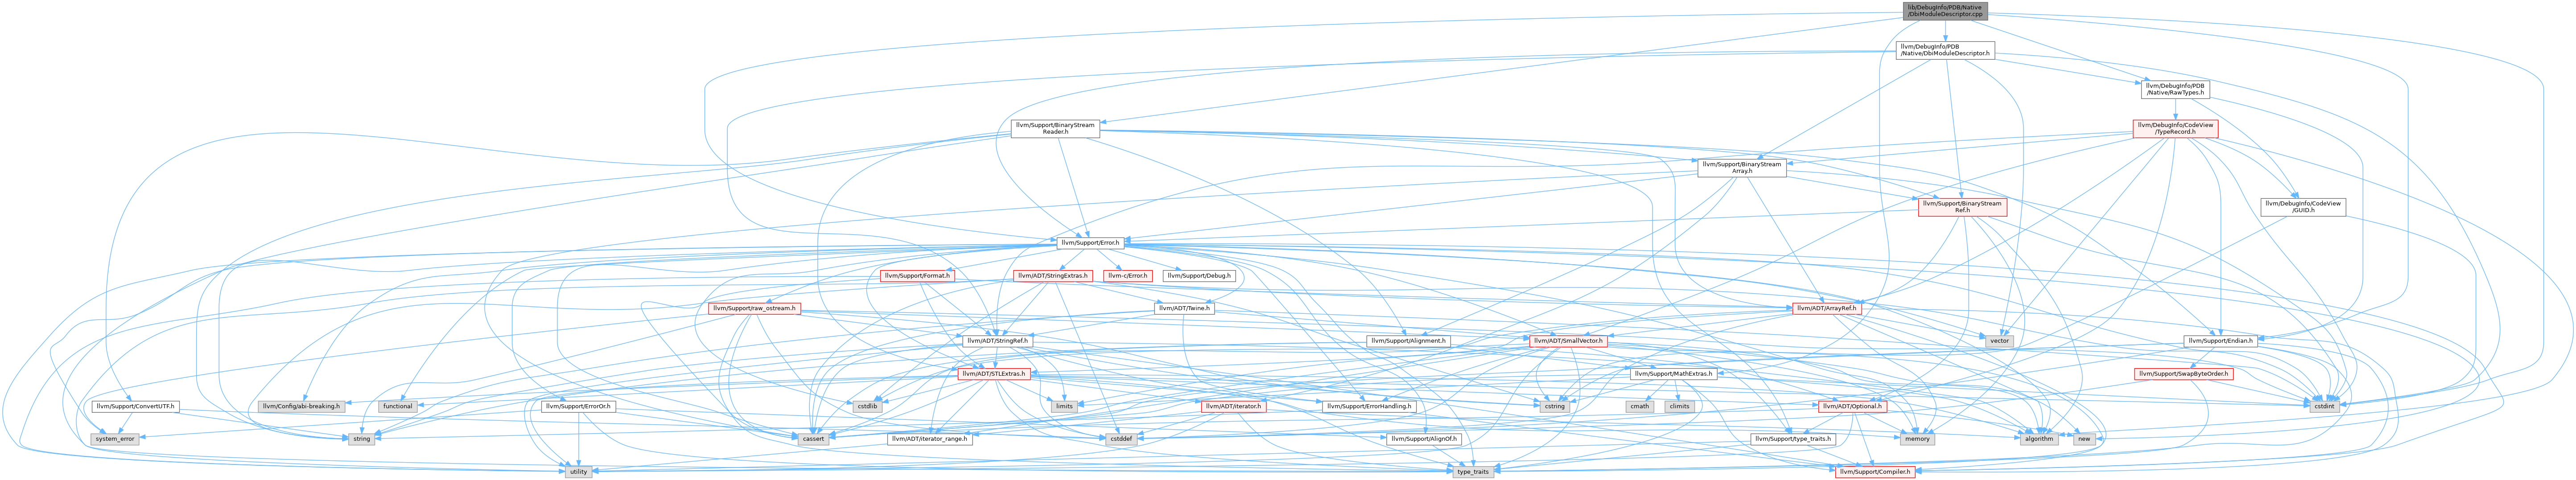 lib/DebugInfo/PDB/Native
/DbiModuleDescriptor.cpp
llvm/DebugInfo/PDB
/Native/DbiModuleDescriptor.h
llvm/DebugInfo/PDB
/Native/RawTypes.h
llvm/Support/BinaryStream
Reader.h
llvm/DebugInfo/CodeView
/TypeRecord.h
llvm/Support/BinaryStream
Array.h
llvm/Support/BinaryStream
Ref.h
llvm/DebugInfo/CodeView
/GUID.h
llvm/Support/Error.h
llvm/Support/Format.h
llvm/ADT/StringExtras.h
llvm-c/Error.h
llvm/Support/Debug.h
llvm/Support/raw_ostream.h
llvm/ADT/Twine.h
llvm/ADT/ArrayRef.h
llvm/ADT/StringRef.h
llvm/Support/Alignment.h
llvm/ADT/SmallVector.h
vector
llvm/Support/Endian.h
llvm/ADT/STLExtras.h
llvm/Support/MathExtras.h
llvm/Support/SwapByteOrder.h
llvm/Support/ConvertUTF.h
llvm/Config/abi-breaking.h
functional
llvm/Support/ErrorOr.h
cstdlib
limits
llvm/ADT/iterator.h
llvm/Support/ErrorHandling.h
cstring
cmath
climits
llvm/ADT/Optional.h
cstdint
system_error
string
cassert
llvm/ADT/iterator_range.h
cstddef
llvm/Support/AlignOf.h
memory
llvm/Support/type_traits.h
algorithm
new
utility
type_traits
llvm/Support/Compiler.h